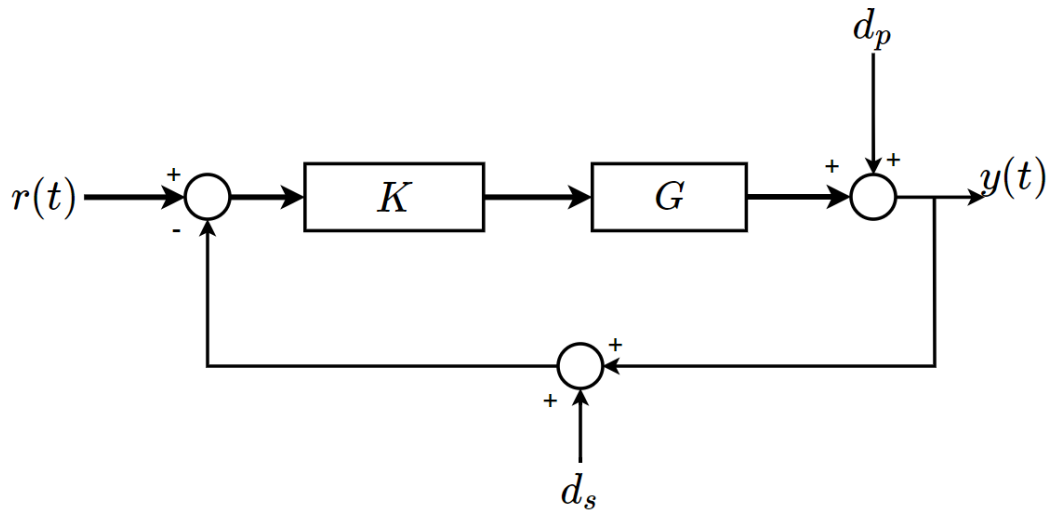 d_p
+ + +
r(t) K G y(t)
-
+
+
d_s